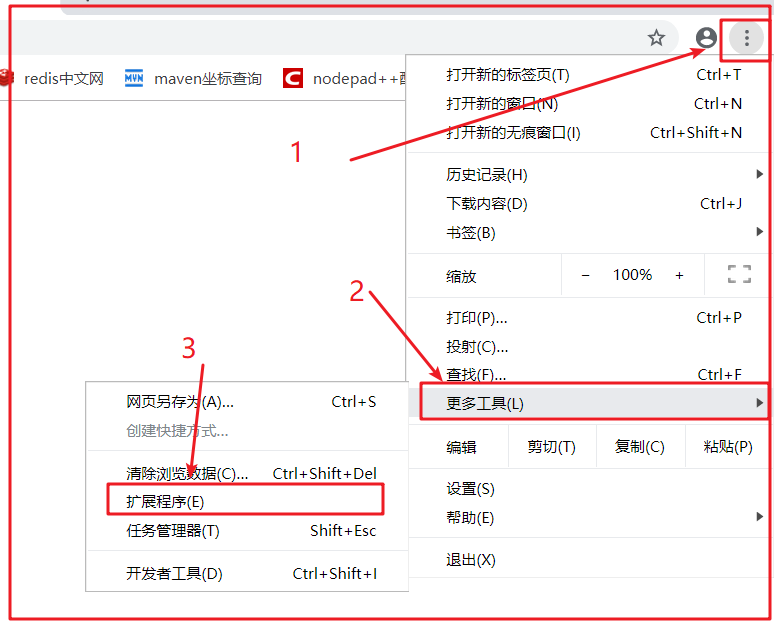 redis中文网 MVN maven坐标查询 C nodepad++配
打开新的标签页(T) Ctrl+T
打开新的窗口(N) Ctrl+N
打开新的无痕窗口(I) Ctrl+Shift+N
1
历史记录(H)
下载内容(D) Ctrl+J
书签(B)
缩放 − 100% +
2
打印(P)... Ctrl+P
投射(C)...
3
查找(F)... Ctrl+F
更多工具(L)
网页另存为(A)... Ctrl+S
创建快捷方式...
编辑 剪切(T) 复制(C) 粘贴(P)
清除浏览数据(C)... Ctrl+Shift+Del
设置(S)
扩展程序(E)
帮助(E)
任务管理器(T) Shift+Esc
退出(X)
开发者工具(D) Ctrl+Shift+I